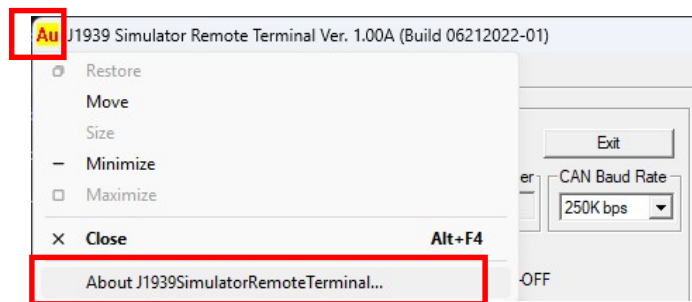 Au J1939 Simulator Remote Terminal Ver. 1.00A (Build 06212022-01)
Restore
Move
Size
Minimize
Maximize
Close Alt+F4
About J1939SimulatorRemoteTerminal...
Exit
er
CAN Baud Rate
250K bps
-OFF